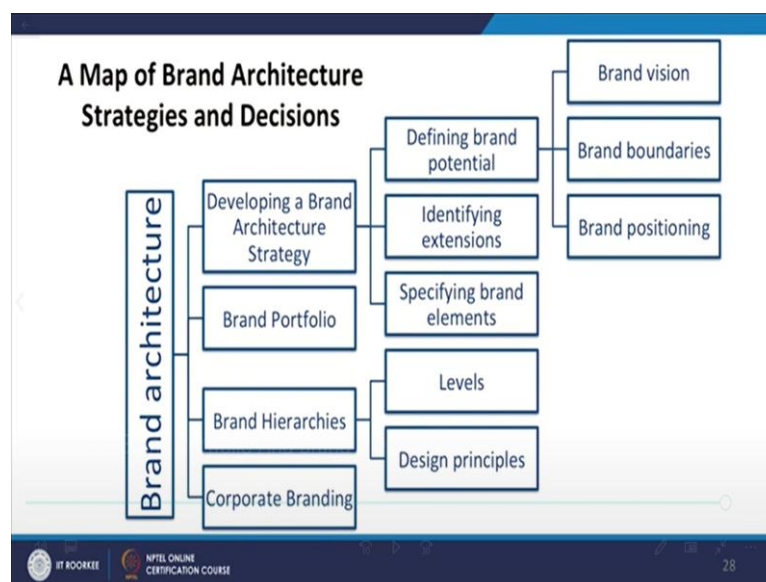 A Map of Brand Architecture
Strategies and Decisions
Brand architecture
Developing a Brand
Architecture
Strategy
Defining brand
potential
Brand vision
Brand boundaries
Brand positioning
Identifying
extensions
Specifying brand
elements
Brand Portfolio
Brand Hierarchies
Levels
Design principles
Corporate Branding
IIT ROORKEE
NPTEL ONLINE
CERTIFICATION COURSE
28